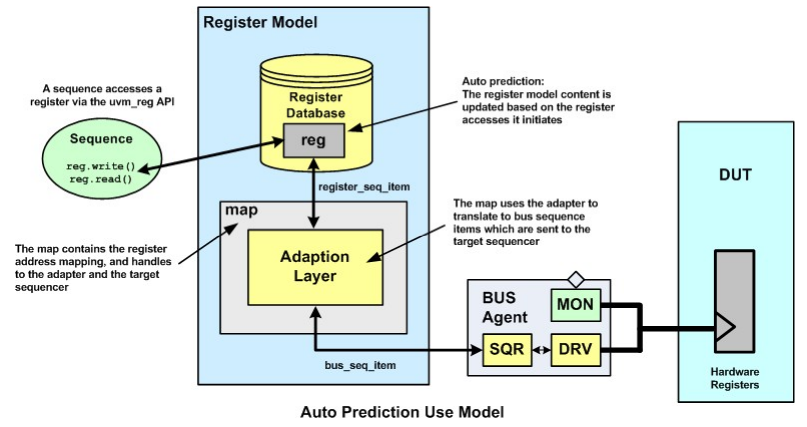 Register Model
A sequence accesses a
register via the uvm_reg API
Sequence
reg.write()
reg.read()
Register
Database
reg
Auto prediction:
The register model content is
updated based on the register
accesses it initiates
register_seq_item
map
The map contains the register
address mapping, and handles
to the adapter and the target
sequencer
Adaption
Layer
The map uses the adapter to
translate to bus sequence
items which are sent to the
target sequencer
bus_seq_item
BUS
Agent
MON
SQR
DRV
DUT
Hardware
Registers
Auto Prediction Use Model